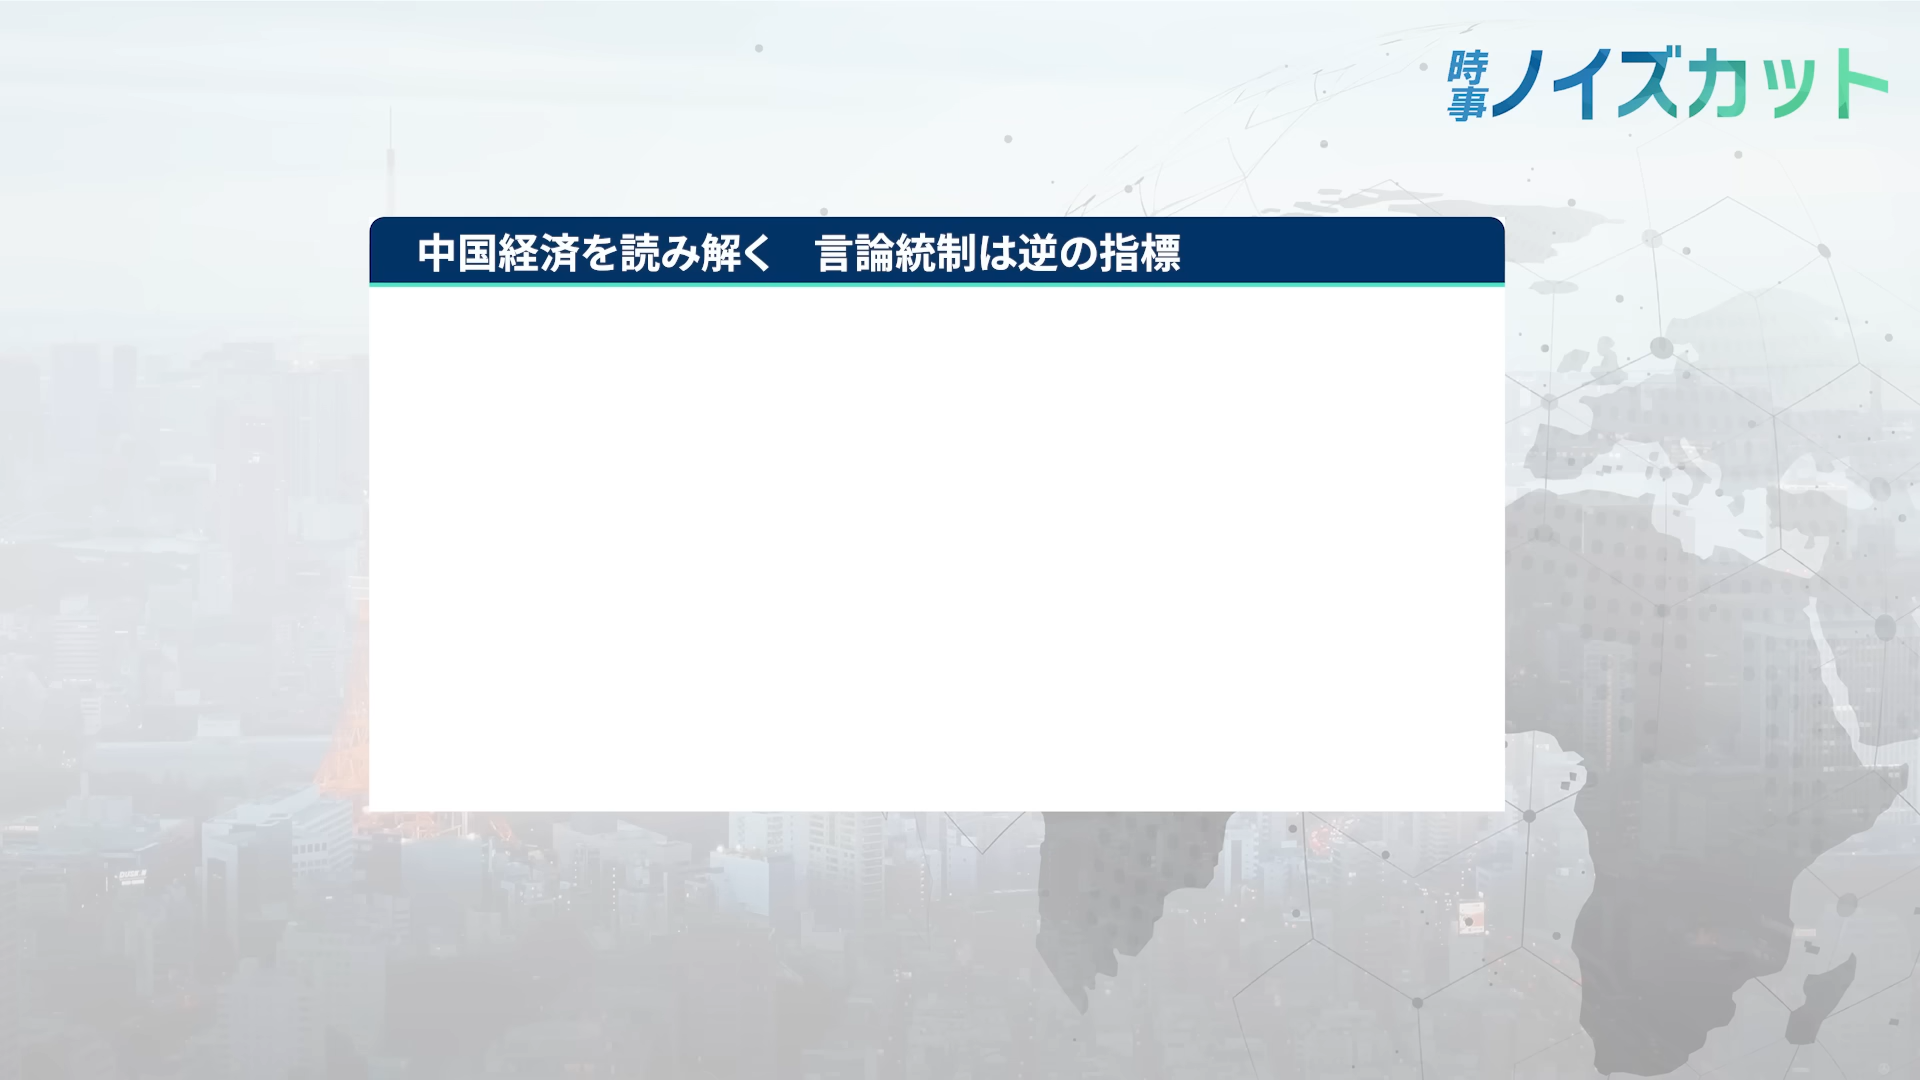 時事ノイズカット
中国経済を読み解く　言論統制は逆の指標